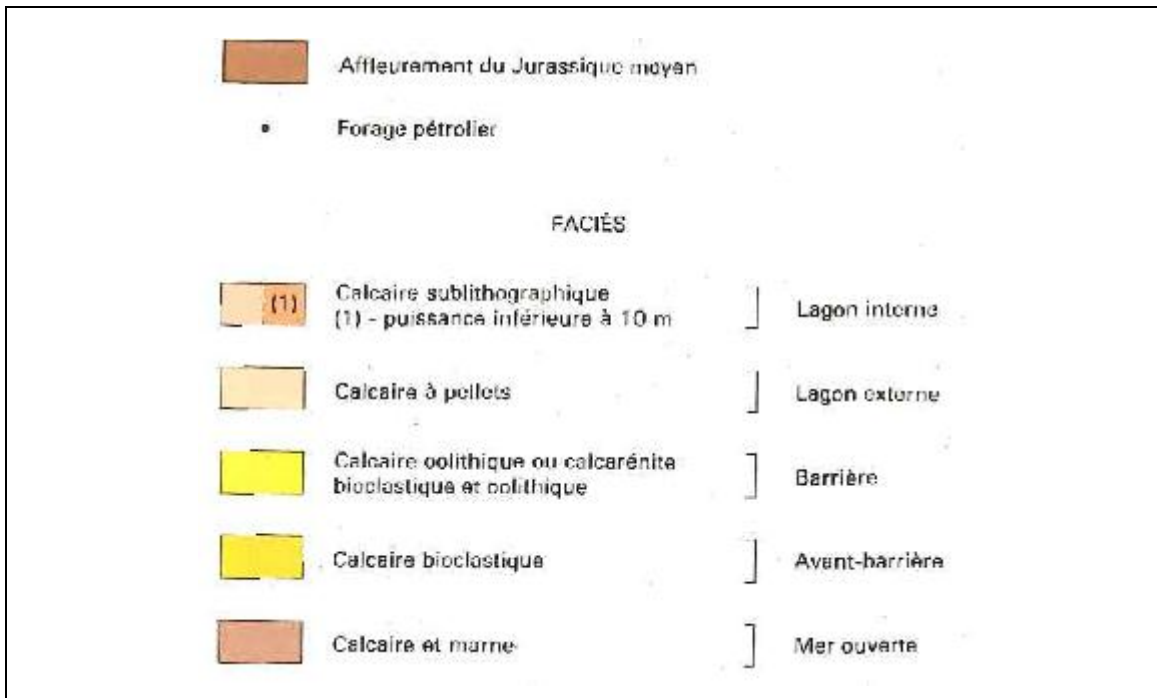 Affleurement du Jurassique moyen
Forage pétrolier
FACIÈS
(1)
Calcaire sublithographique
(1) - puissance inférieure à 10 m
Lagon interne
Calcaire à pellets
Lagon externe
Calcaire oolithique ou calcarénite
bioclastique et oolithique
Barrière
Calcaire bioclastique
Avant-barrière
Calcaire et marne
Mer ouverte